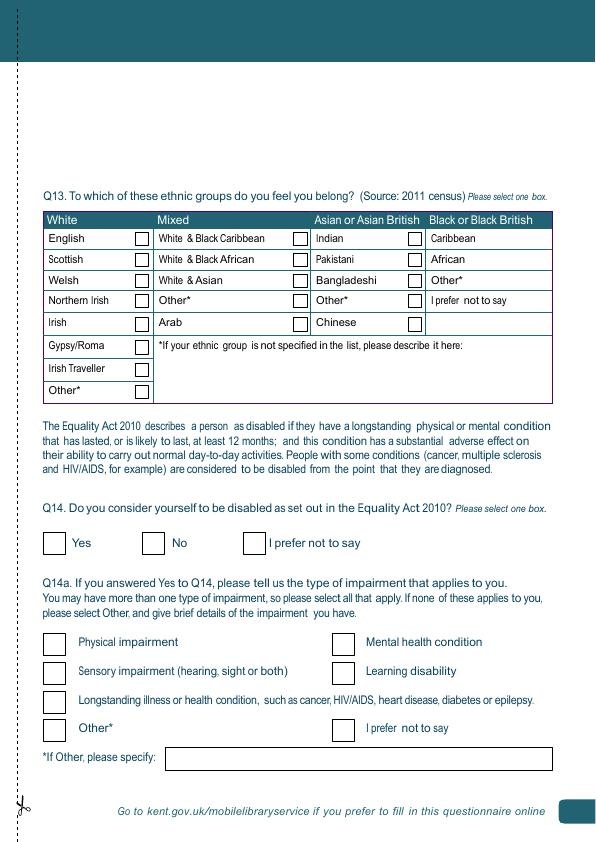 Q13. To which of these ethnic groups do you feel you belong? (Source: 2011 census) Please select one box.
White Mixed Asian or Asian British Black or Black British
English White & Black Caribbean Indian Caribbean
Scottish White & Black African Pakistani African
Welsh White & Asian Bangladeshi Other*
Northern Irish Other* Other* I prefer not to say
Irish Arab Chinese
Gypsy/Roma *If your ethnic group is not specified in the list, please describe it here:
Irish Traveller
Other*
The Equality Act 2010 describes a person as disabled if they have a longstanding physical or mental condition
that has lasted, or is likely to last, at least 12 months; and this condition has a substantial adverse effect on
their ability to carry out normal day-to-day activities. People with some conditions (cancer, multiple sclerosis
and HIV/AIDS, for example) are considered to be disabled from the point that they are diagnosed.
Q14. Do you consider yourself to be disabled as set out in the Equality Act 2010? Please select one box.
Yes No I prefer not to say
Q14a. If you answered Yes to Q14, please tell us the type of impairment that applies to you.
You may have more than one type of impairment, so please select all that apply. If none of these applies to you,
please select Other, and give brief details of the impairment you have.
Physical impairment Mental health condition
Sensory impairment (hearing, sight or both) Learning disability
Longstanding illness or health condition, such as cancer, HIV/AIDS, heart disease, diabetes or epilepsy.
Other* I prefer not to say
*If Other, please specify:
Go to kent.gov.uk/mobilelibraryservice if you prefer to fill in this questionnaire online